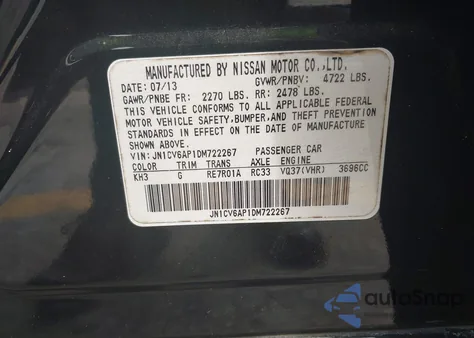 MANUFACTURED BY NISSAN MOTOR CO.,LTD.
DATE: 07/13 GVWR/PNBV: 4722 LBS.
GAWR/PNBE FR: 2270 LBS. RR: 2478 LBS.
THIS VEHICLE CONFORMS TO ALL APPLICABLE FEDERAL
MOTOR VEHICLE SAFETY,BUMPER,AND THEFT PREVENTION
STANDARDS IN EFFECT ON THE DATE OF MANUFACTURE
SHOWN ABOVE.
VIN: JN1CV6AP1DM722267 PASSENGER CAR
COLOR TRIM TRANS AXLE ENGINE
KH3 G RE7R01A RC33 VQ37(VHR) 3696CC
JN1CV6AP1DM722267
autoSnap